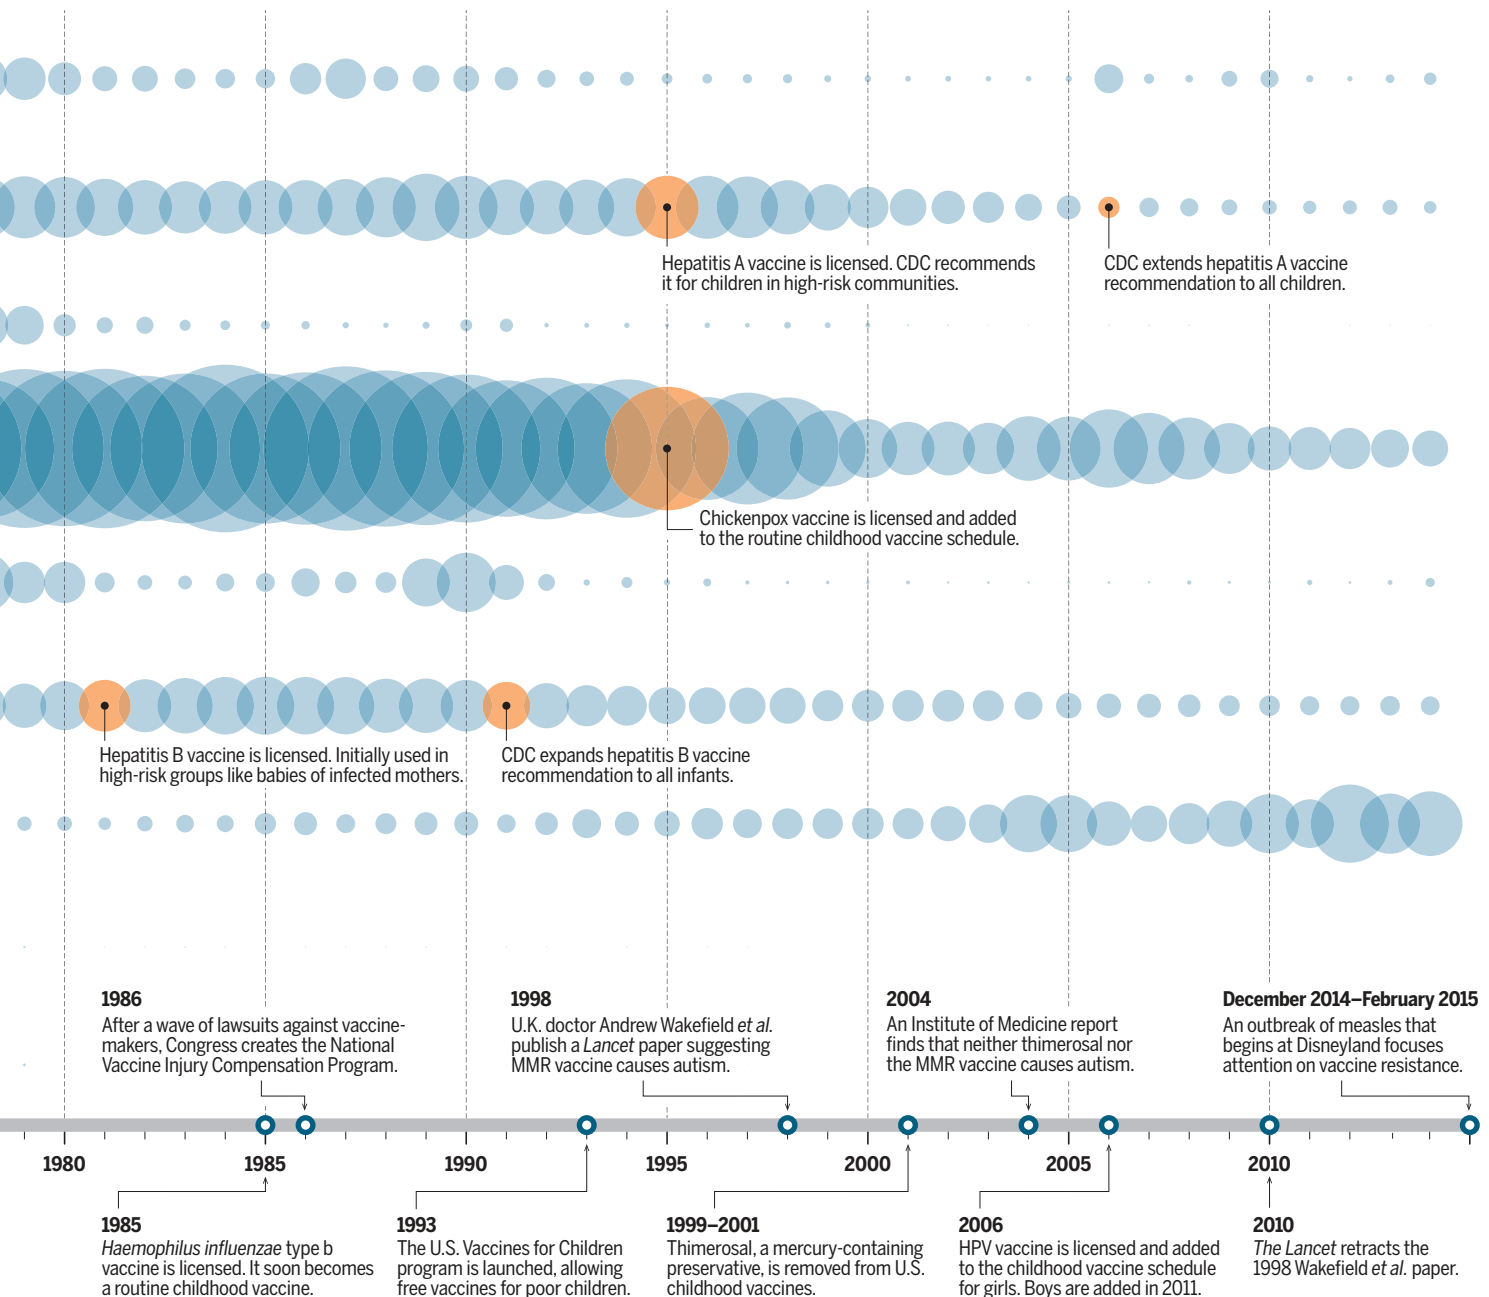 Hepatitis A vaccine is licensed. CDC recommends
it for children in high-risk communities.
CDC extends hepatitis A vaccine
recommendation to all children.
Chickenpox vaccine is licensed and added
to the routine childhood vaccine schedule.
Hepatitis B vaccine is licensed. Initially used in
high-risk groups like babies of infected mothers.
CDC expands hepatitis B vaccine
recommendation to all infants.
1986
After a wave of lawsuits against vaccine-
makers, Congress creates the National
Vaccine Injury Compensation Program.
1998
U.K. doctor Andrew Wakefield et al.
publish a Lancet paper suggesting
MMR vaccine causes autism.
2004
An Institute of Medicine report
finds that neither thimerosal nor
the MMR vaccine causes autism.
December 2014–February 2015
An outbreak of measles that
begins at Disneyland focuses
attention on vaccine resistance.
1980
1985
1990
1995
2000
2005
2010
1985
Haemophilus influenzae type b
vaccine is licensed. It soon becomes
a routine childhood vaccine.
1993
The U.S. Vaccines for Children
program is launched, allowing
free vaccines for poor children.
1999–2001
Thimerosal, a mercury-containing
preservative, is removed from U.S.
childhood vaccines.
2006
HPV vaccine is licensed and added
to the childhood vaccine schedule
for girls. Boys are added in 2011.
2010
The Lancet retracts the
1998 Wakefield et al. paper.